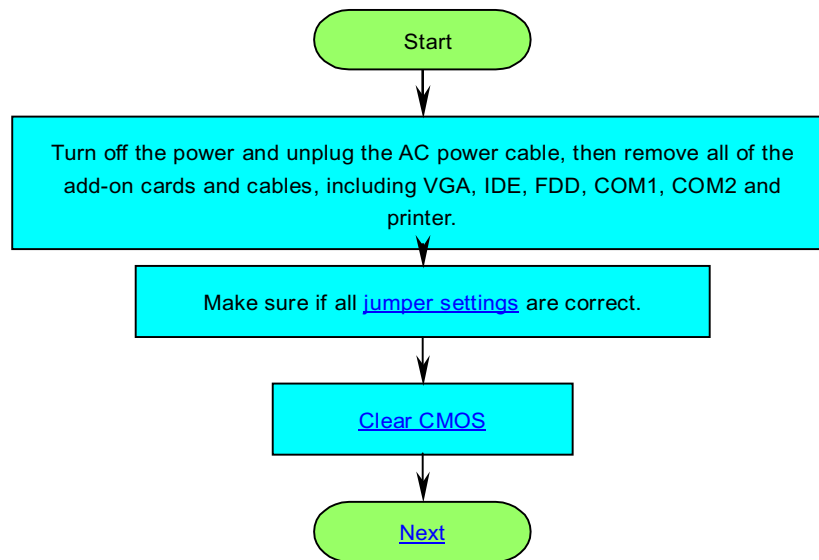 Start
Turn off the power and unplug the AC power cable, then remove all of the
add-on cards and cables, including VGA, IDE, FDD, COM1, COM2 and
printer.
Make sure if all jumper settings are correct.
Clear CMOS
Next